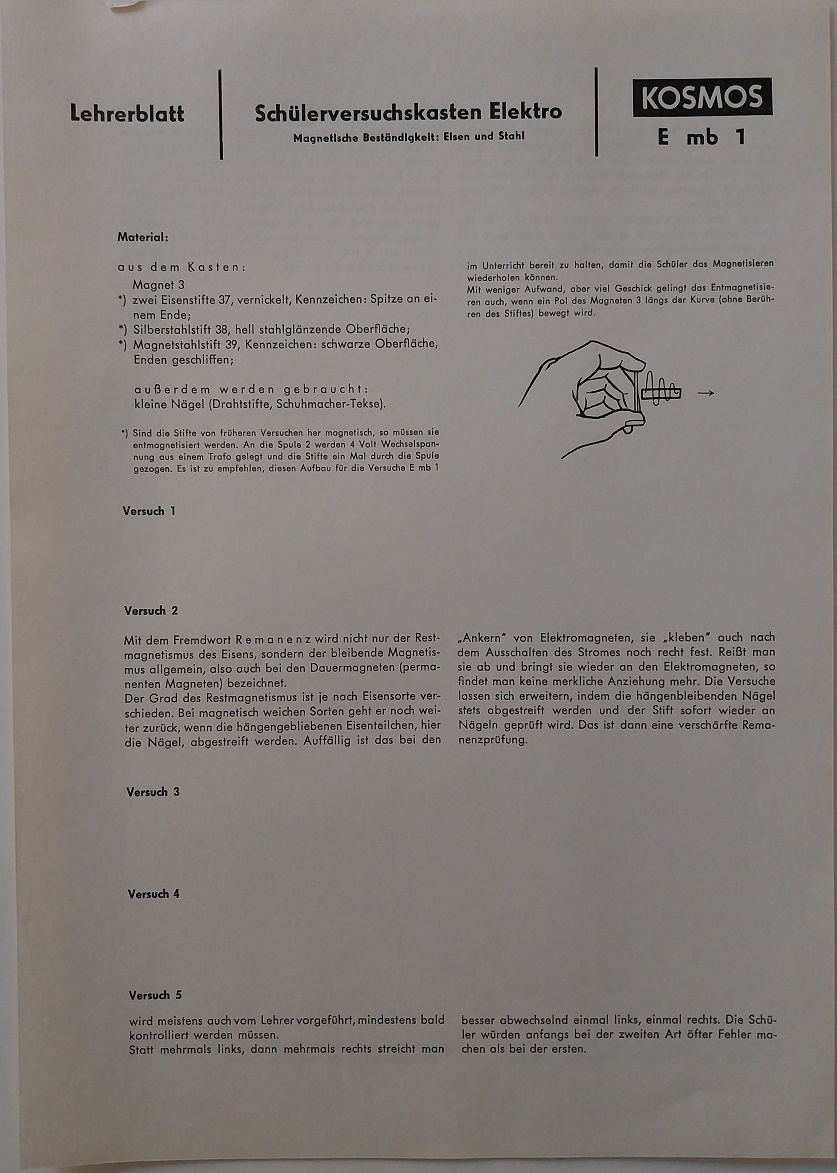 Lehrerblatt
Schülerversuchskasten Elektro
Magnetische Beständigkeit: Eisen und Stahl
KOSMOS
E mb 1
Material:
aus dem Kasten:
Magnet 3
*) zwei Eisenstifte 37, vernickelt, Kennzeichen: Spitze an ei-
nem Ende;
*) Silberstahlstift 38, hell stahlglänzende Oberfläche;
*) Magnetstahlstift 39, Kennzeichen: schwarze Oberfläche,
Enden geschliffen;
außerdem werden gebraucht:
kleine Nägel (Drahtstifte, Schuhmacher-Tekse).
*) Sind die Stifte von früheren Versuchen her magnetisch, so müssen sie
entmagnetisiert werden. An die Spule 2 werden 4 Volt Wechselspan-
nung aus einem Trafo gelegt und die Stifte ein Mal durch die Spule
gezogen. Es ist zu empfehlen, diesen Aufbau für die Versuche E mb 1
im Unterricht bereit zu halten, damit die Schüler das Magnetisieren
wiederholen können.
Mit weniger Aufwand, aber viel Geschick gelingt das Entmagnetisie-
ren auch, wenn ein Pol des Magneten 3 längs der Kurve (ohne Berüh-
ren des Stiftes) bewegt wird.
Versuch 1
Versuch 2
Mit dem Fremdwort Remanenz wird nicht nur der Rest-
magnetismus des Eisens, sondern der bleibende Magnetis-
mus allgemein, also auch bei den Dauermagneten (perma-
nenten Magneten) bezeichnet.
Der Grad des Restmagnetismus ist je nach Eisensorte ver-
schieden. Bei magnetisch weichen Sorten geht er noch wei-
ter zurück, wenn die hängengebliebenen Eisenteilchen, hier
die Nägel, abgestreift werden. Auffällig ist das bei den
„Ankern“ von Elektromagneten, sie „kleben“ auch nach
dem Ausschalten des Stromes noch recht fest. Reißt man
sie ab und bringt sie wieder an den Elektromagneten, so
findet man keine merkliche Anziehung mehr. Die Versuche
lassen sich erweitern, indem die hängenbleibenden Nägel
stets abgestreift werden und der Stift sofort wieder an
Nägeln geprüft wird. Das ist dann eine verschärfte Rema-
nenzprüfung.
Versuch 3
Versuch 4
Versuch 5
wird meistens auch vom Lehrer vorgeführt, mindestens bald
kontrolliert werden müssen.
Statt mehrmals links, dann mehrmals rechts streicht man
besser abwechselnd einmal links, einmal rechts. Die Schü-
ler würden anfangs bei der zweiten Art öfter Fehler ma-
chen als bei der ersten.